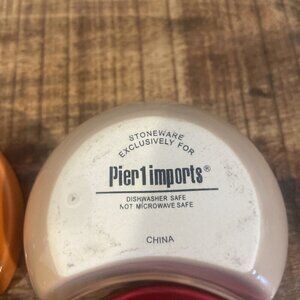 STONEWARE
EXCLUSIVELY FOR
Pier1imports®
DISHWASHER SAFE
NOT MICROWAVE SAFE
CHINA